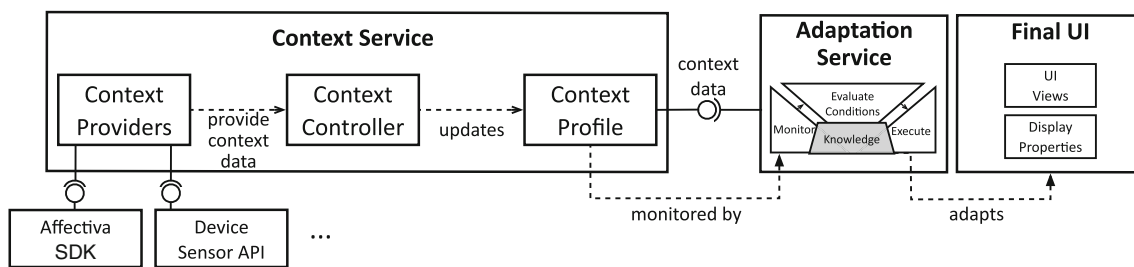 Context Service
Context
Providers
provide
context
data
Context
Controller
updates
Context
Profile
context
data
Adaptation
Service
Evaluate
Conditions
Monitor
Knowledge
Execute
Final UI
UI
Views
Display
Properties
monitored by
adapts
Affectiva
SDK
Device
Sensor API
...